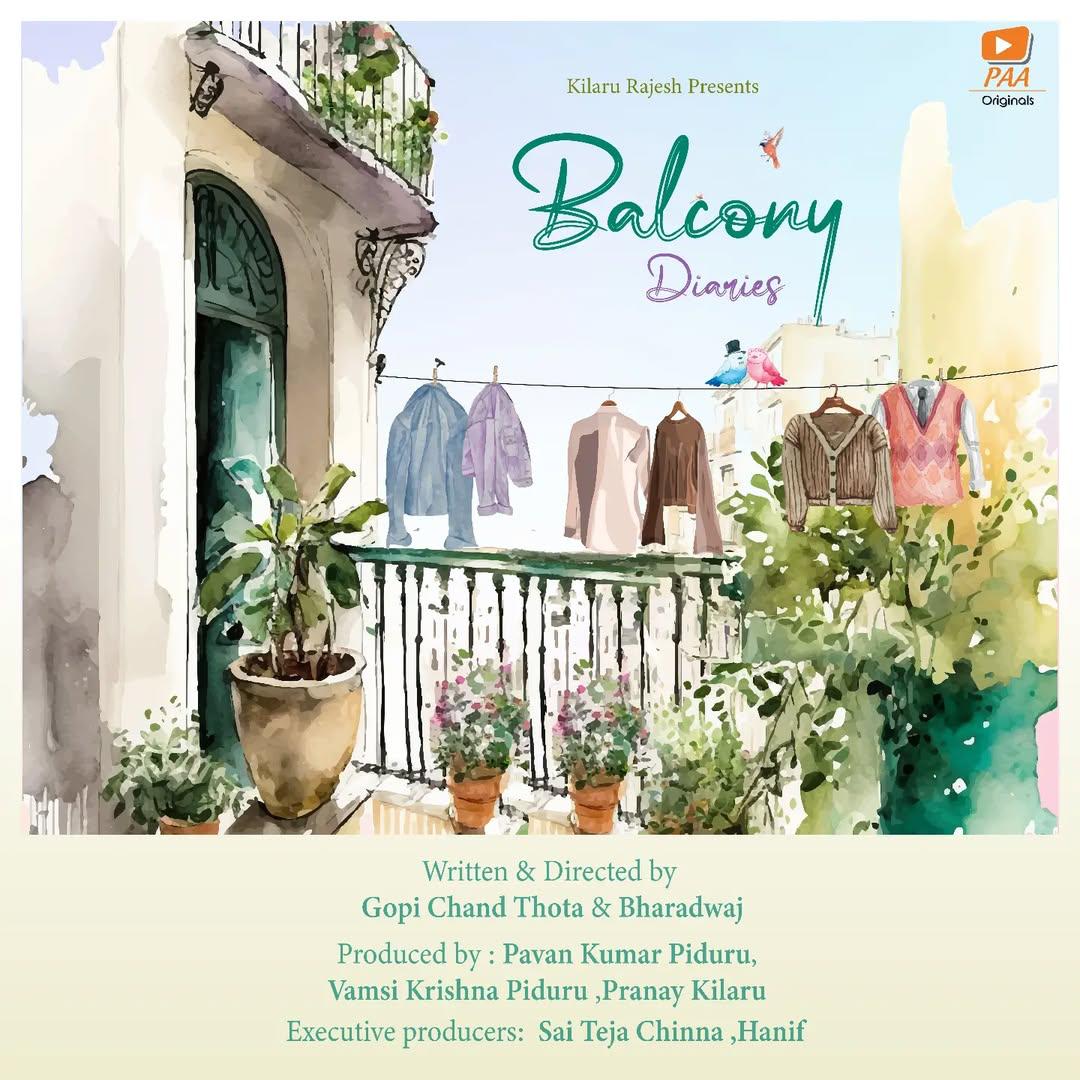 PAA
Originals
Kilaru Rajesh Presents
Balcony
Diaries
Written & Directed by
Gopi Chand Thota & Bharadwaj
Produced by : Pavan Kumar Piduru,
Vamsi Krishna Piduru ,Pranay Kilaru
Executive producers: Sai Teja Chinna ,Hanif